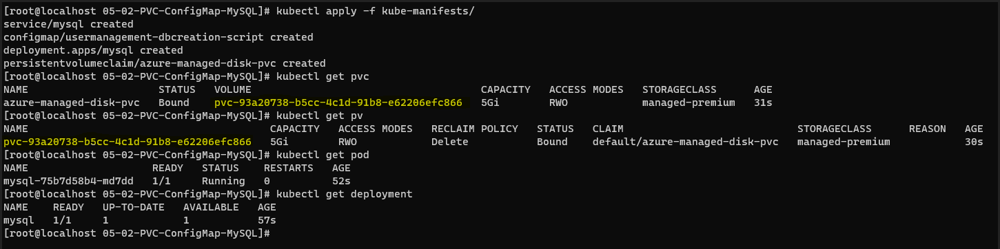 [root@localhost 05-02-PVC-ConfigMap-MySQL]# kubectl apply -f kube-manifests/
service/mysql created
configmap/usermanagement-dbcreation-script created
deployment.apps/mysql created
persistentvolumeclaim/azure-managed-disk-pvc created
[root@localhost 05-02-PVC-ConfigMap-MySQL]# kubectl get pvc
NAME                     STATUS   VOLUME                                     CAPACITY   ACCESS MODES   STORAGECLASS      AGE
azure-managed-disk-pvc   Bound    pvc-93a20738-b5cc-4c1d-91b8-e62206efc866   5Gi        RWO            managed-premium   31s
[root@localhost 05-02-PVC-ConfigMap-MySQL]# kubectl get pv
NAME                                       CAPACITY   ACCESS MODES   RECLAIM POLICY   STATUS   CLAIM                            STORAGECLASS      REASON   AGE
pvc-93a20738-b5cc-4c1d-91b8-e62206efc866   5Gi        RWO            Delete           Bound    default/azure-managed-disk-pvc   managed-premium            30s
[root@localhost 05-02-PVC-ConfigMap-MySQL]# kubectl get pod
NAME                     READY   STATUS    RESTARTS   AGE
mysql-75b7d58b4-md7dd   1/1     Running   0          52s
[root@localhost 05-02-PVC-ConfigMap-MySQL]# kubectl get deployment
NAME    READY   UP-TO-DATE   AVAILABLE   AGE
mysql   1/1     1            1           57s
[root@localhost 05-02-PVC-ConfigMap-MySQL]#